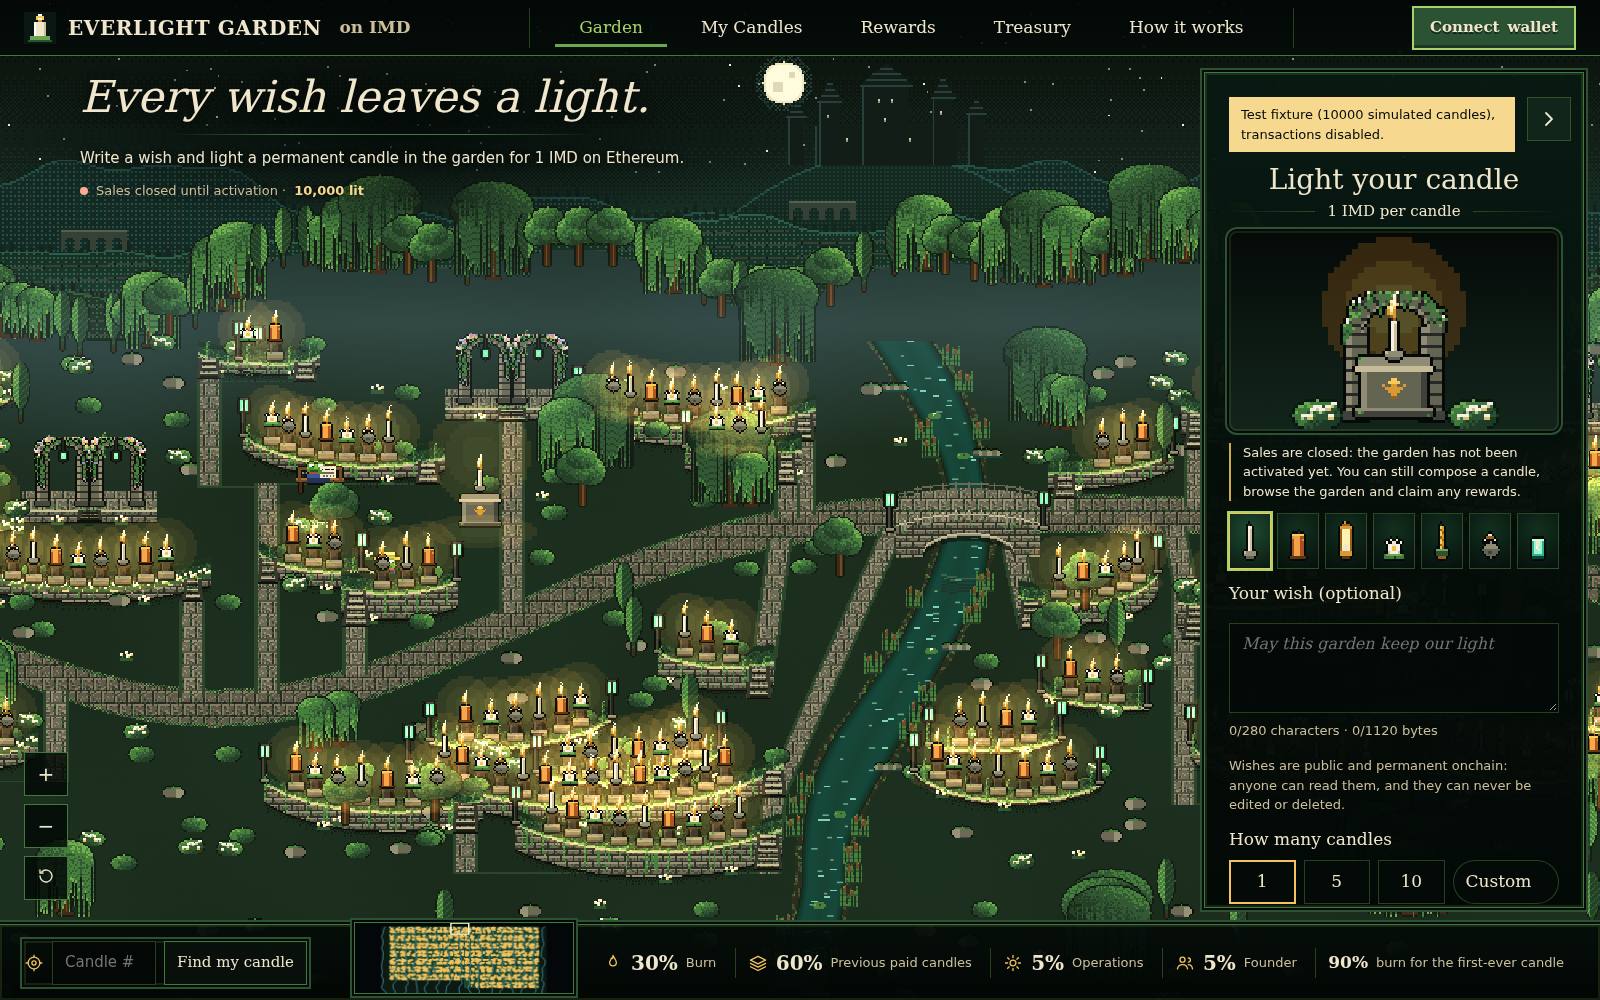 EVERLIGHT GARDEN on IMD
Garden
My Candles
Rewards
Treasury
How it works
Connect wallet
Every wish leaves a light.
Write a wish and light a permanent candle in the garden for 1 IMD on Ethereum.
Sales closed until activation · 10,000 lit
Test fixture (10000 simulated candles),
transactions disabled.
Light your candle
1 IMD per candle
Sales are closed: the garden has not been
activated yet. You can still compose a candle,
browse the garden and claim any rewards.
Your wish (optional)
May this garden keep our light
0/280 characters · 0/1120 bytes
Wishes are public and permanent onchain:
anyone can read them, and they can never be
edited or deleted.
How many candles
1
5
10
Custom
Candle #
Find my candle
30% Burn
60% Previous paid candles
5% Operations
5% Founder
90% burn for the first-ever candle